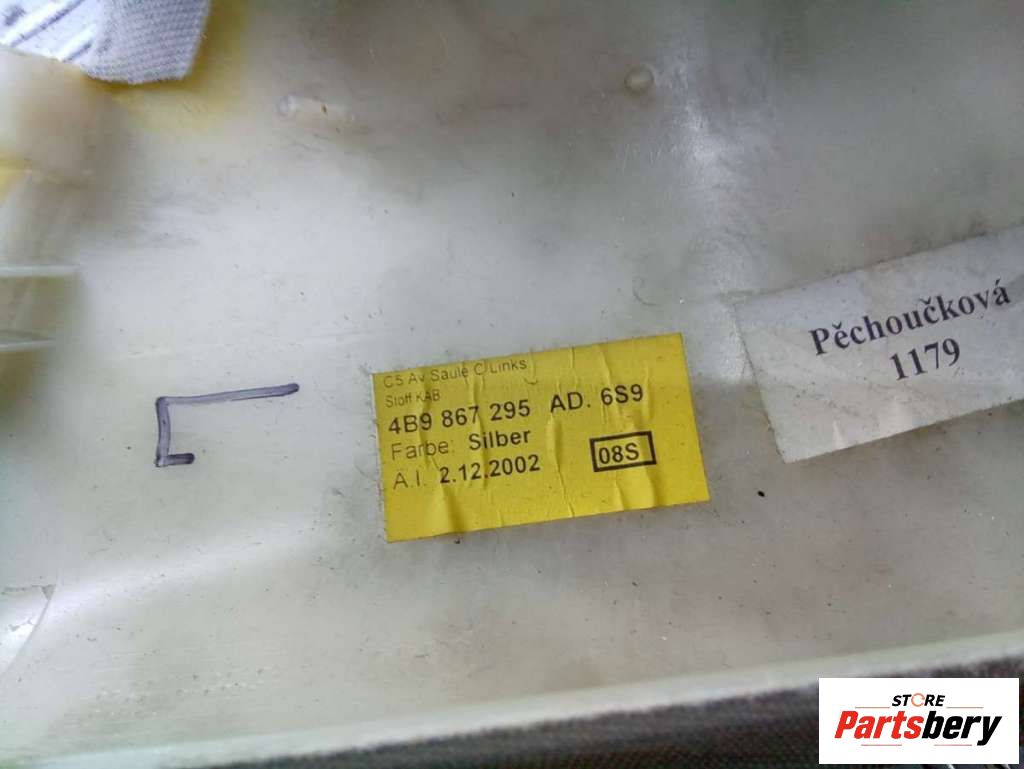 C5 Av Saule C Links
Stoff KAB
4B9 867 295 AD. 6S9
Farbe: Silber
Ä.I. 2.12.2002
08S
Pěchoučková
1179
STORE
Partsbery